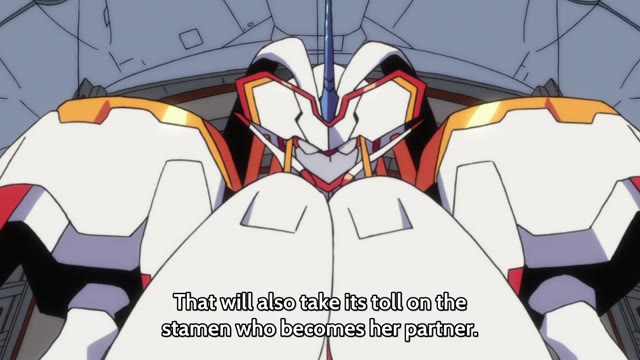 That will also take its toll on the
stamen who becomes her partner.